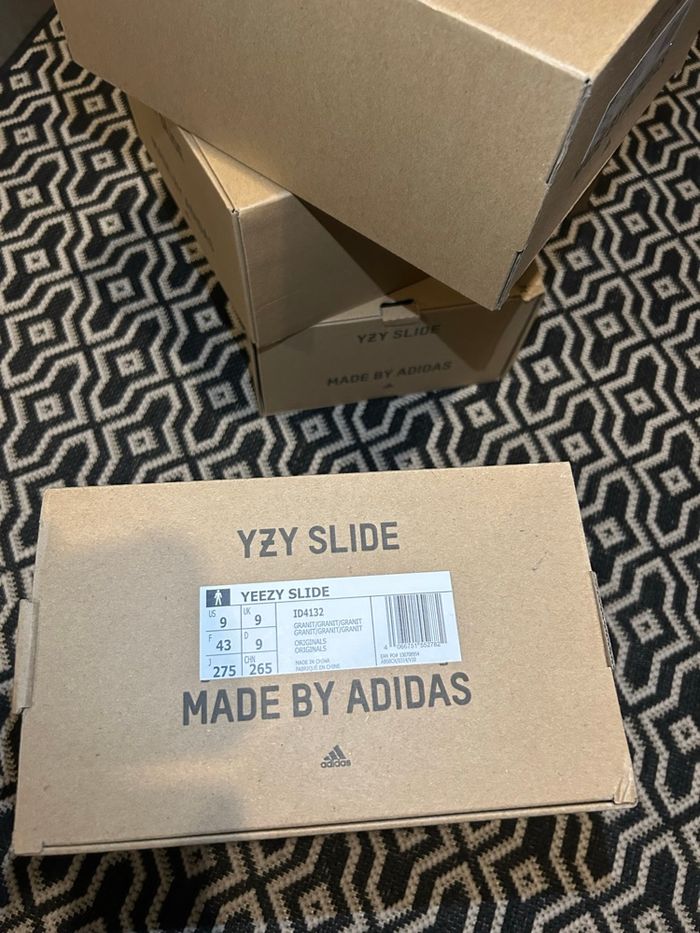 YZY SLIDE
MADE BY ADIDAS
YZY SLIDE
YEEZY SLIDE
US 9 UK 9
F 43 D 9
J 275 CHN 265
ID4132
GRANIT/GRANIT/GRANIT
GRANIT/GRANIT/GRANIT
ORIGINALS
ORIGINALS
MADE IN CHINA
FABRIQUÉ EN CHINE
MADE BY ADIDAS
adidas